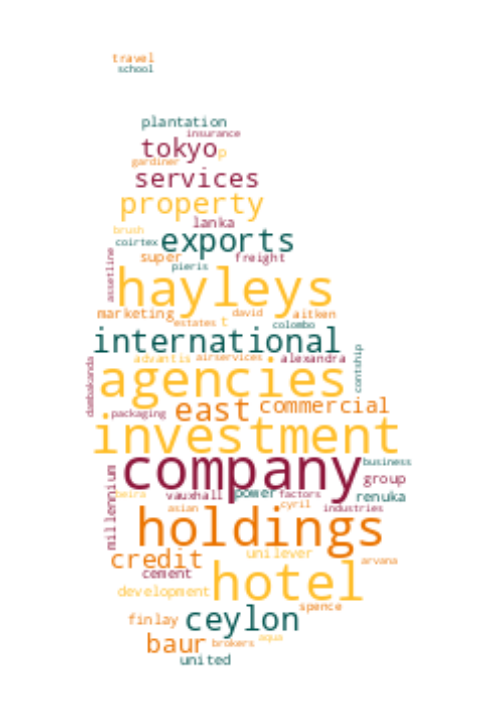 travel
school
plantation
insurance
tokyo p
gardiner
services
property
lanka
brush
coirtex exports
super freight
pieris
assetline
hayleys
marketing david aitken
estates t colombo
international
advantis airservices alexandra
contship
dambakanda
agencies
packaging east commercial
investment
company business
group
millennium
beira vauxhall power factors renuka
asian cyril industries
holdings
credit unilever arvana
cement
development hotel
spence
finlay ceylon
baur brokers aqua
united